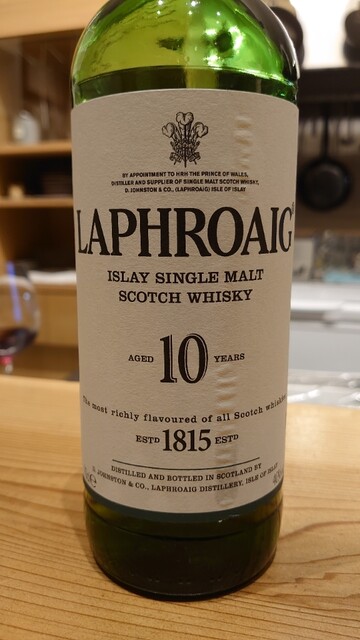 BY APPOINTMENT TO HRH THE PRINCE OF WALES,
DISTILLER AND SUPPLIER OF SINGLE MALT SCOTCH WHISKY,
D. JOHNSTON & CO., (LAPHROAIG) ISLE OF ISLAY
LAPHROAIG®
ISLAY SINGLE MALT
SCOTCH WHISKY
AGED 10 YEARS
The most richly flavoured of all Scotch whiskies
ESTD 1815 ESTD
DISTILLED AND BOTTLED IN SCOTLAND BY
D. JOHNSTON & CO., LAPHROAIG DISTILLERY, ISLE OF ISLAY